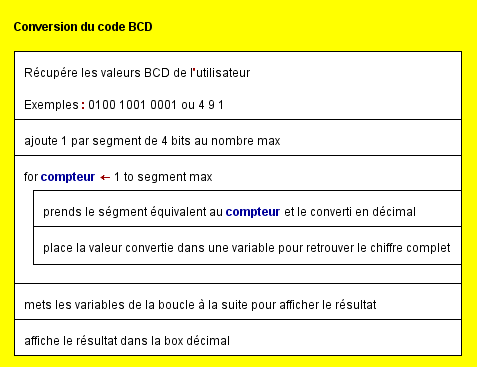 Conversion du code BCD
Récupére les valeurs BCD de l'utilisateur
Exemples : 0100 1001 0001 ou 4 9 1
ajoute 1 par segment de 4 bits au nombre max
for compteur ← 1 to segment max
prends le ségment équivalent au compteur et le converti en décimal
place la valeur convertie dans une variable pour retrouver le chiffre complet
mets les variables de la boucle à la suite pour afficher le résultat
affiche le résultat dans la box décimal